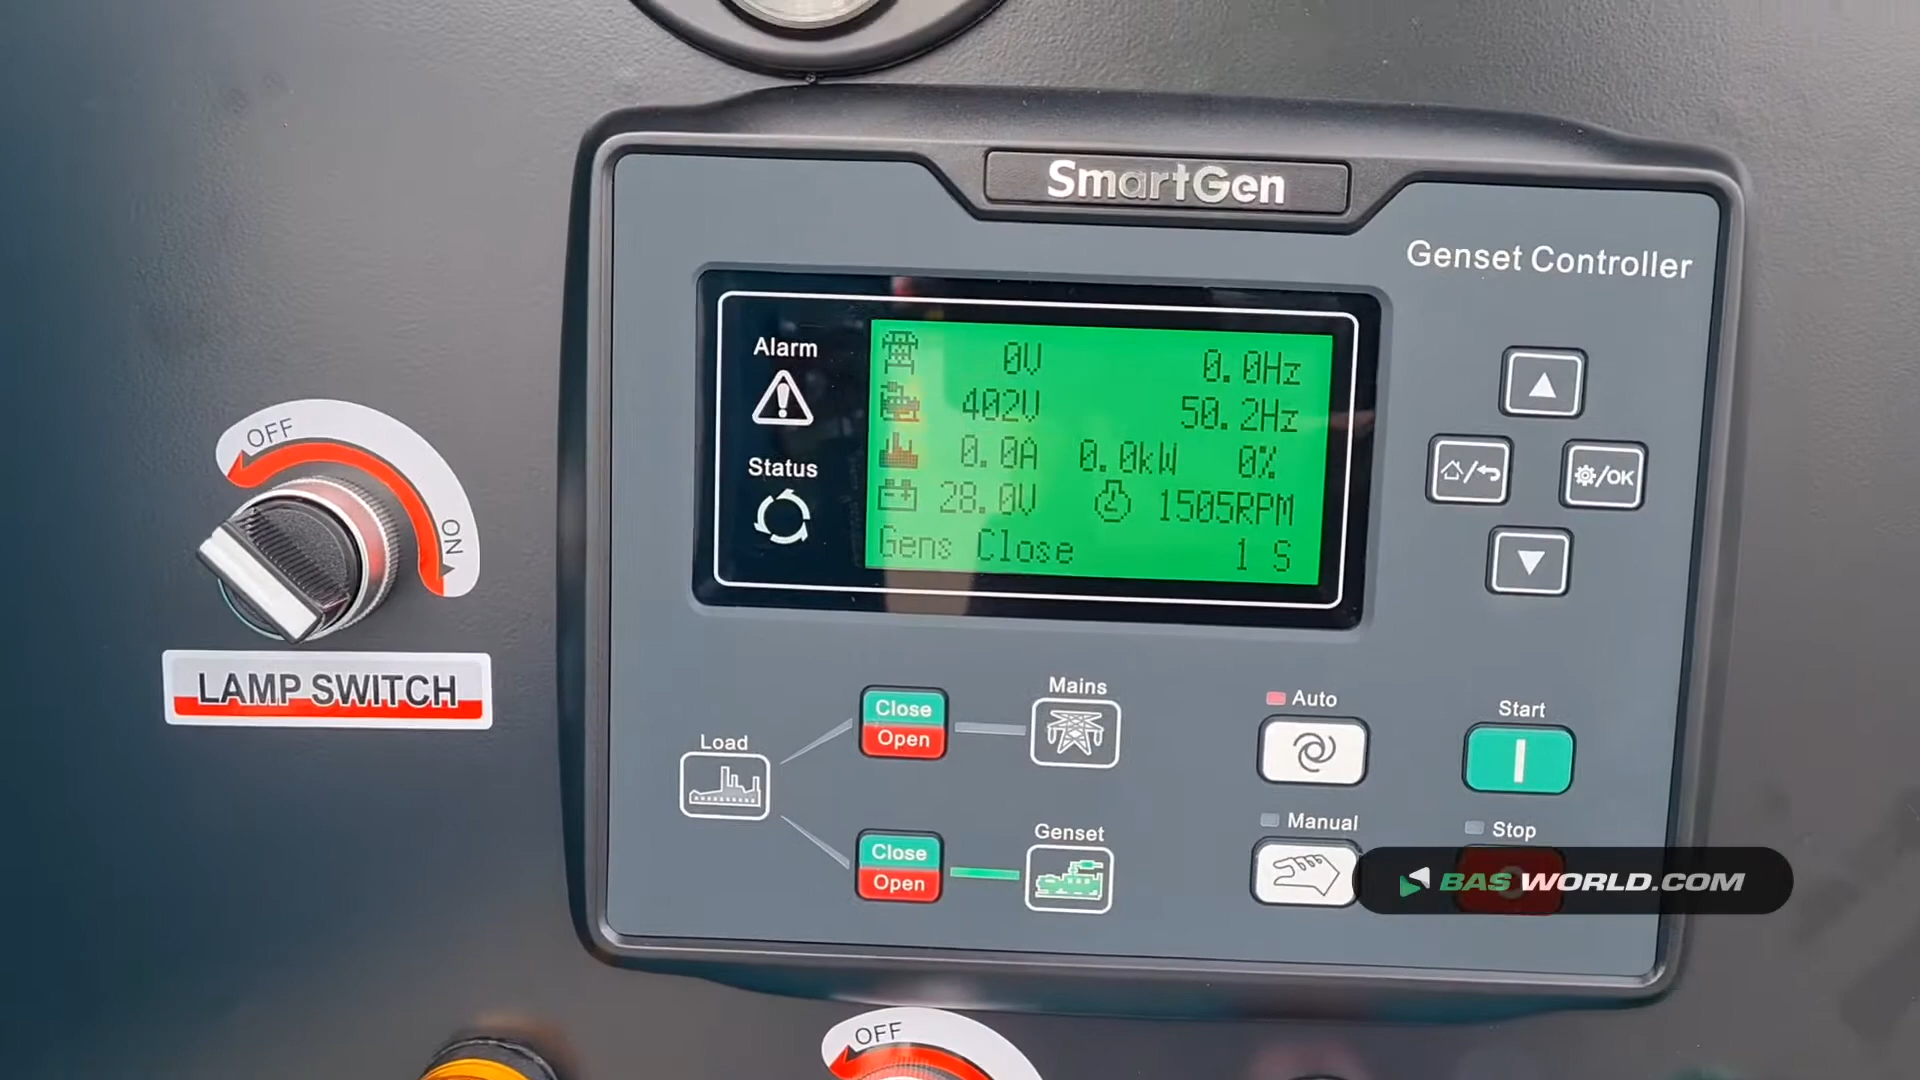 SmartGen
Genset Controller
Alarm
Status
0V 0.0Hz
402V 50.2Hz
0.0A 0.0kW 0%
28.0V 1505RPM
Gens Close 1 S
/OK
OFF
ON
LAMP SWITCH
Load
Close
Open
Mains
Close
Open
Genset
Auto
Start
Manual
Stop
BAS WORLD.COM
OFF